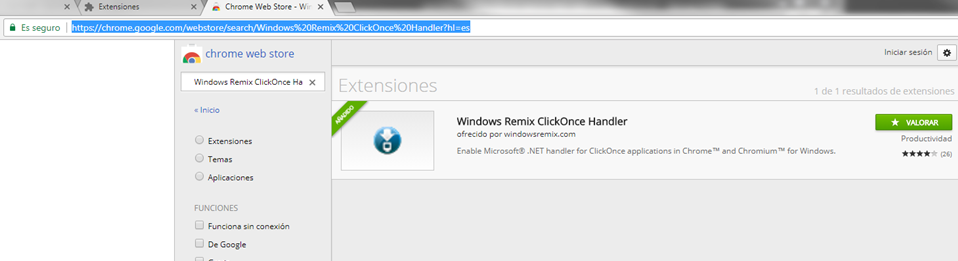 Extensiones
Chrome Web Store - Wi
Es seguro
https://chrome.google.com/webstore/search/Windows%20Remix%20ClickOnce%20Handler?hl=es
chrome web store
Iniciar sesión
Windows Remix ClickOnce Ha
Extensiones
1 de 1 resultados de extensiones
« Inicio
AÑADIDO
Windows Remix ClickOnce Handler
ofrecido por windowsremix.com
Enable Microsoft® .NET handler for ClickOnce applications in Chrome™ and Chromium™ for Windows.
VALORAR
Productividad
(26)
Extensiones
Temas
Aplicaciones
FUNCIONES
Funciona sin conexión
De Google